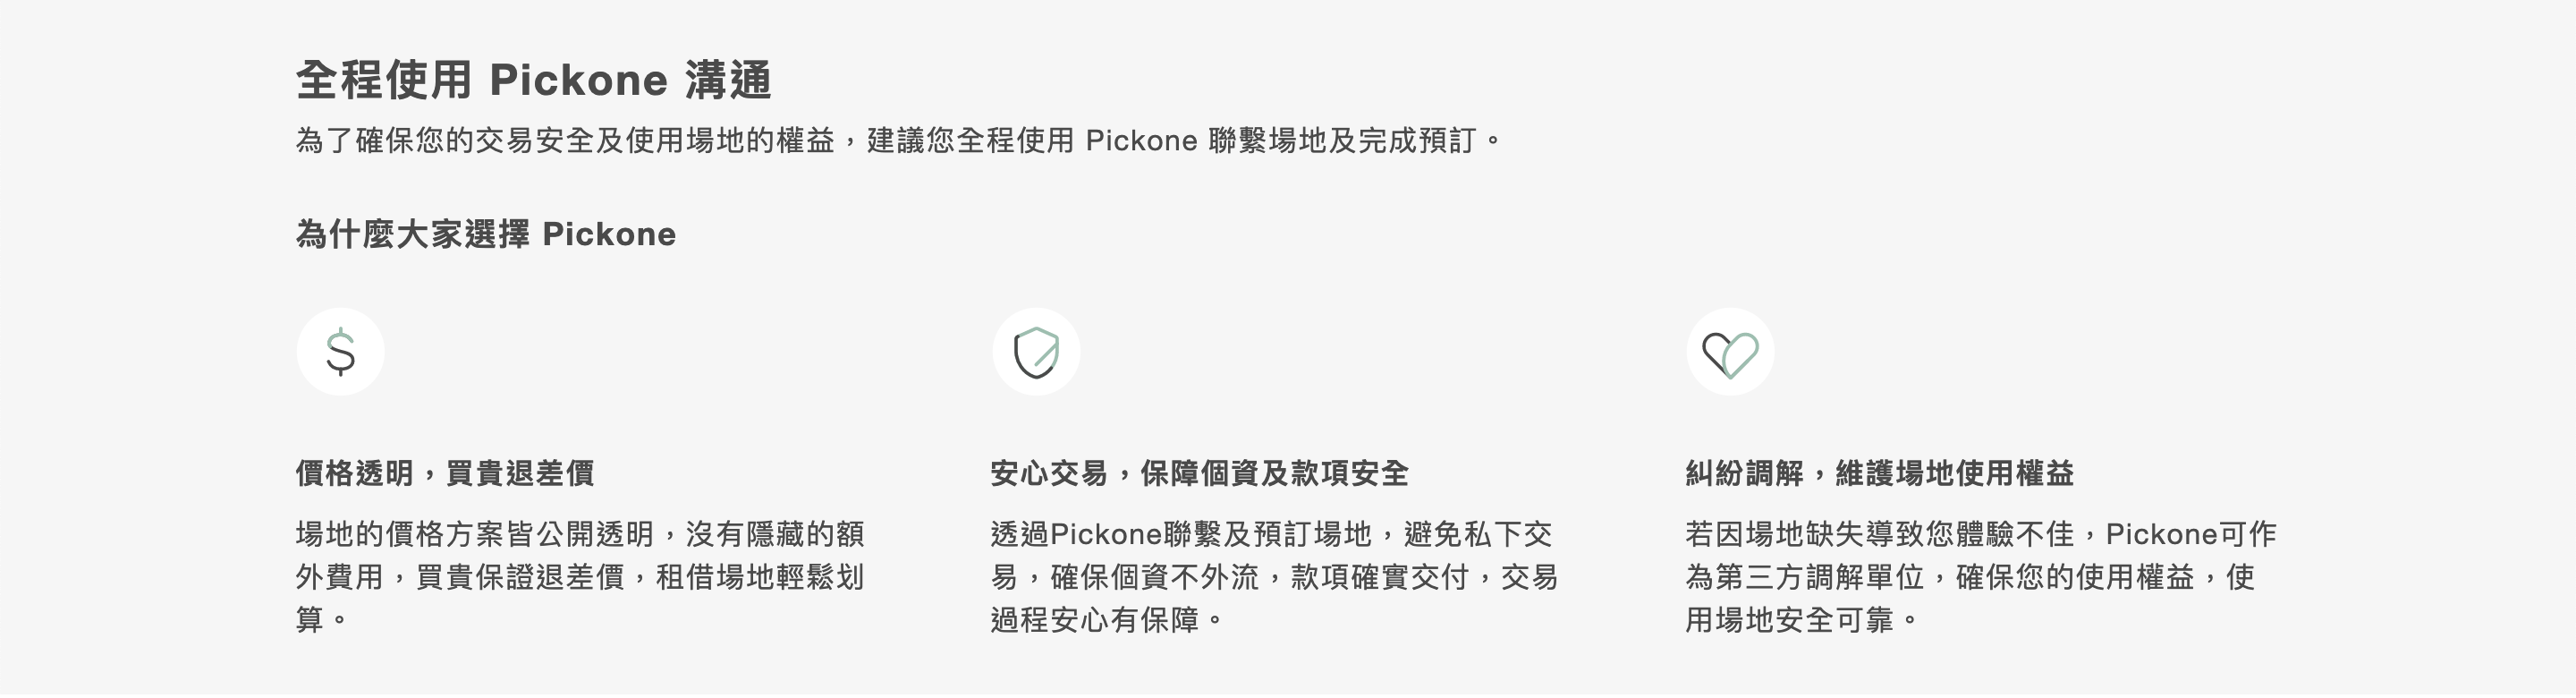 全程使用 Pickone 溝通
為了確保您的交易安全及使用場地的權益，建議您全程使用 Pickone 聯繫場地及完成預訂。
為什麼大家選擇 Pickone
價格透明，買貴退差價
場地的價格方案皆公開透明，沒有隱藏的額
外費用，買貴保證退差價，租借場地輕鬆划
算。
安心交易，保障個資及款項安全
透過Pickone聯繫及預訂場地，避免私下交
易，確保個資不外流，款項確實交付，交易
過程安心有保障。
糾紛調解，維護場地使用權益
若因場地缺失導致您體驗不佳，Pickone可作
為第三方調解單位，確保您的使用權益，使
用場地安全可靠。